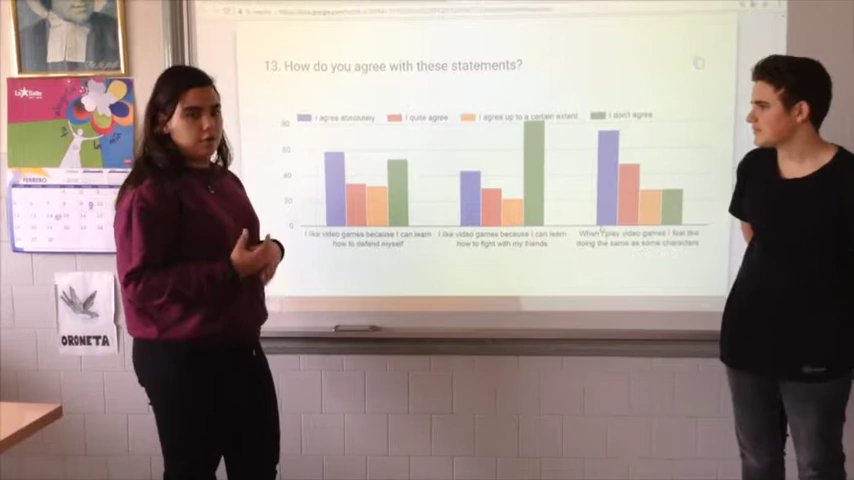 13. How do you agree with these statements?
I agree absolutely
I quite agree
I agree up to a certain extent
I don't agree
80
60
40
20
0
I like video games because I can learn
how to defend myself
I like video games because I can learn
how to fight with my friends
When I play video games I feel like
doing the same as some characters
La Salle
FEBRERO
ORONETA